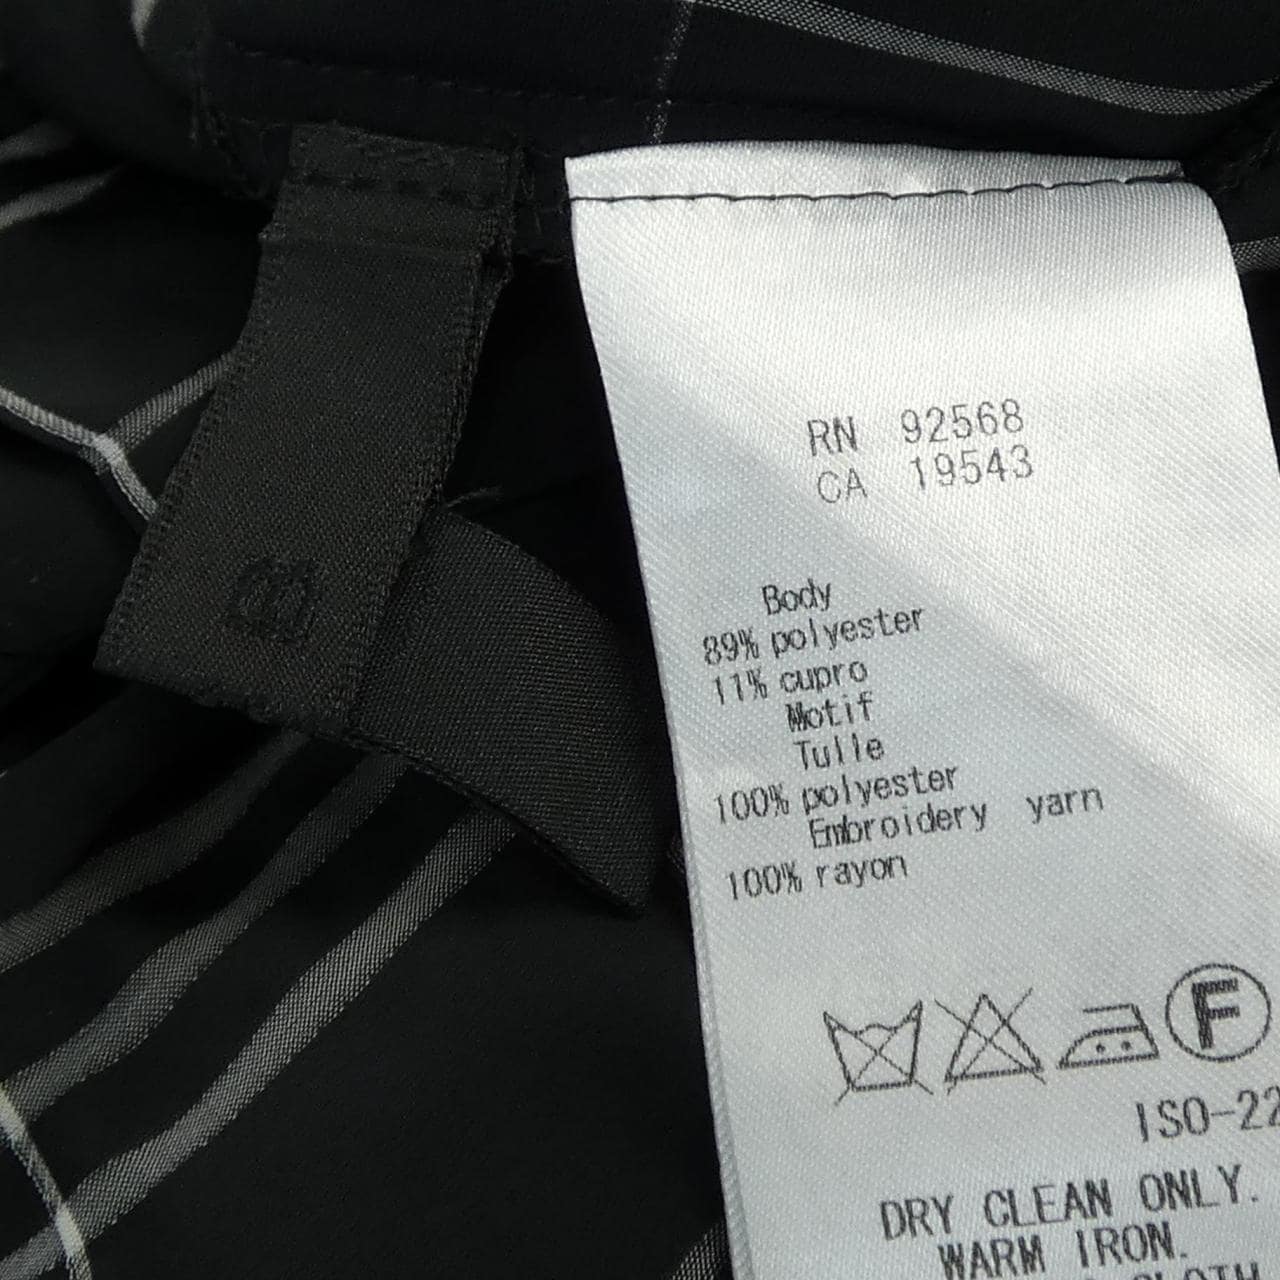 RN 92568
CA 19543
Body
89% polyester
11% cupro
Motif
Tulle
100% polyester
Embroidery yarn
100% rayon
F
ISO-22
DRY CLEAN ONLY.
WARM IRON.
CLOTH